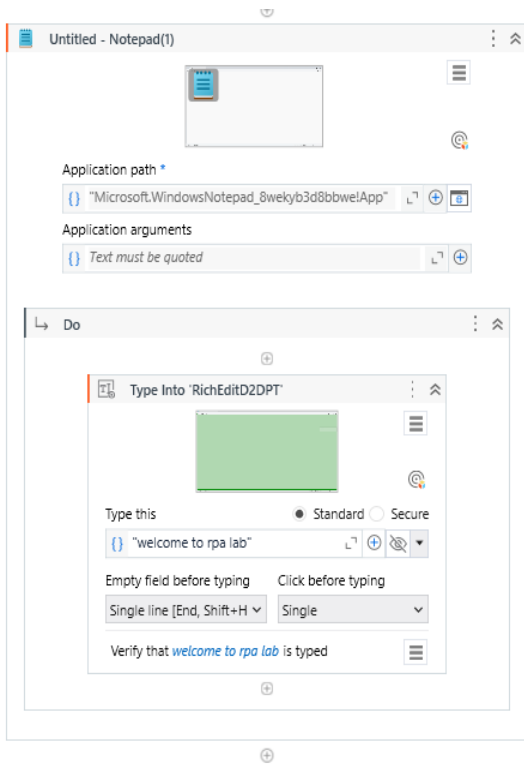 Untitled - Notepad(1)
Application path *
"Microsoft.WindowsNotepad_8wekyb3d8bbwe!App"
Application arguments
Text must be quoted
Do
Type Into 'RichEditD2DPT'
Type this
Standard
Secure
"welcome to rpa lab"
Empty field before typing Click before typing
Single line [End, Shift+H Single
Verify that welcome to rpa lab is typed